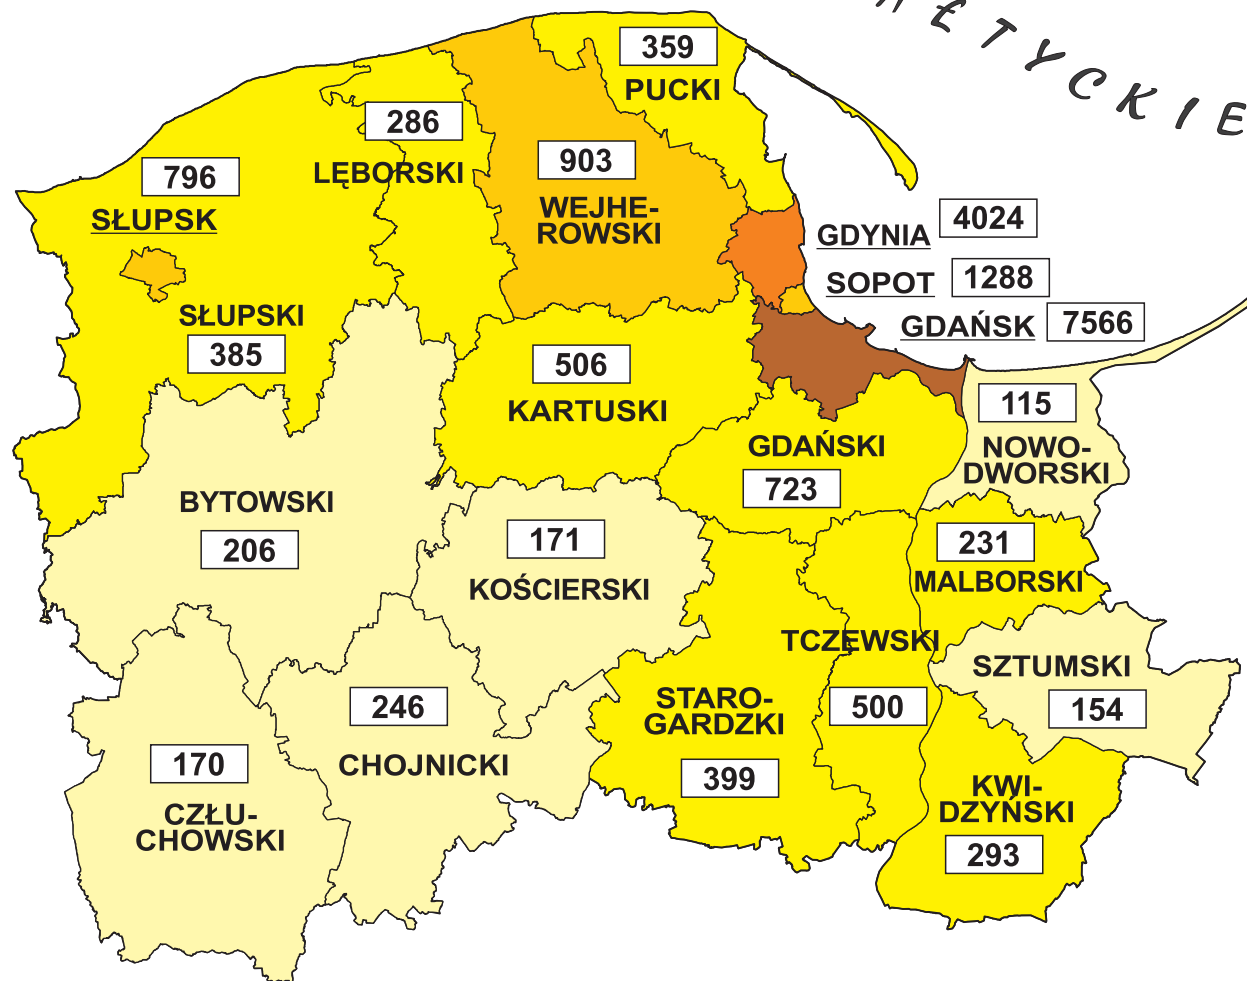 ŁTYCKIE
359
PUCKI
286
LĘBORSKI
903
WEJHE-
ROWSKI
796
SŁUPSK
SŁUPSKI
385
GDYNIA 4024
SOPOT 1288
GDAŃSK 7566
506
KARTUSKI
115
NOWO-
DWORSKI
GDAŃSKI
723
BYTOWSKI
206
171
KOŚCIERSKI
231
MALBORSKI
TCZEWSKI
500
SZTUMSKI
154
STARO-
GARDZKI
399
246
CHOJNICKI
170
CZŁU-
CHOWSKI
KWI-
DZYŃSKI
293